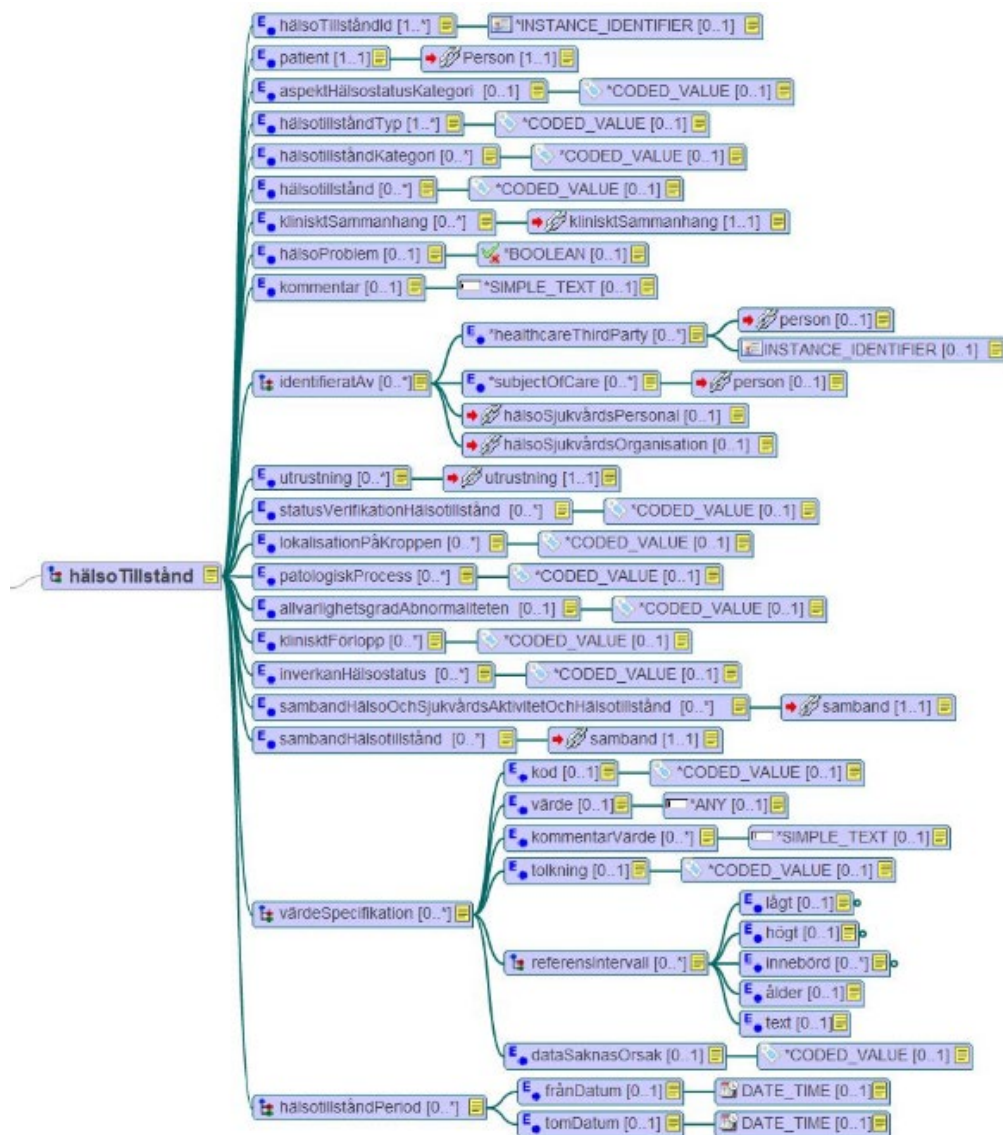 hälsoTillståndId [1..*] *INSTANCE_IDENTIFIER [0..1]
patient [1..1] Person [1..1]
aspektHälsostatusKategori [0..1] *CODED_VALUE [0..1]
hälsotillståndTyp [1..*] *CODED_VALUE [0..1]
hälsotillståndKategori [0..*] *CODED_VALUE [0..1]
hälsotillstånd [0..*] *CODED_VALUE [0..1]
klinisktSammanhang [0..*] klinisktSammanhang [1..1]
hälsoProblem [0..1] *BOOLEAN [0..1]
kommentar [0..1] *SIMPLE_TEXT [0..1]
identifieratAv [0..*]
*healthcareThirdParty [0..*]
person [0..1]
INSTANCE_IDENTIFIER [0..1]
*subjectOfCare [0..*] person [0..1]
hälsoSjukvårdsPersonal [0..1]
hälsoSjukvårdsOrganisation [0..1]
utrustning [0..*] utrustning [1..1]
statusVerifikationHälsotillstånd [0..*] *CODED_VALUE [0..1]
lokalisationPåKroppen [0..*] *CODED_VALUE [0..1]
hälsoTillstånd
patologiskProcess [0..*] *CODED_VALUE [0..1]
allvarlighetsgradAbnormaliteten [0..1] *CODED_VALUE [0..1]
klinisktFörlopp [0..*] *CODED_VALUE [0..1]
inverkanHälsostatus [0..*] *CODED_VALUE [0..1]
sambandHälsoOchSjukvårdsAktivitetOchHälsotillstånd [0..*] samband [1..1]
sambandHälsotillstånd [0..*] samband [1..1]
värdeSpecifikation [0..*]
kod [0..1] *CODED_VALUE [0..1]
värde [0..1] *ANY [0..1]
kommentarVärde [0..*] *SIMPLE_TEXT [0..1]
tolkning [0..1] *CODED_VALUE [0..1]
referensintervall [0..*]
lågt [0..1]
högt [0..1]
innebörd [0..*]
ålder [0..1]
text [0..1]
dataSaknasOrsak [0..1] *CODED_VALUE [0..1]
hälsotillståndPeriod [0..*]
frånDatum [0..1] DATE_TIME [0..1]
tomDatum [0..1] DATE_TIME [0..1]